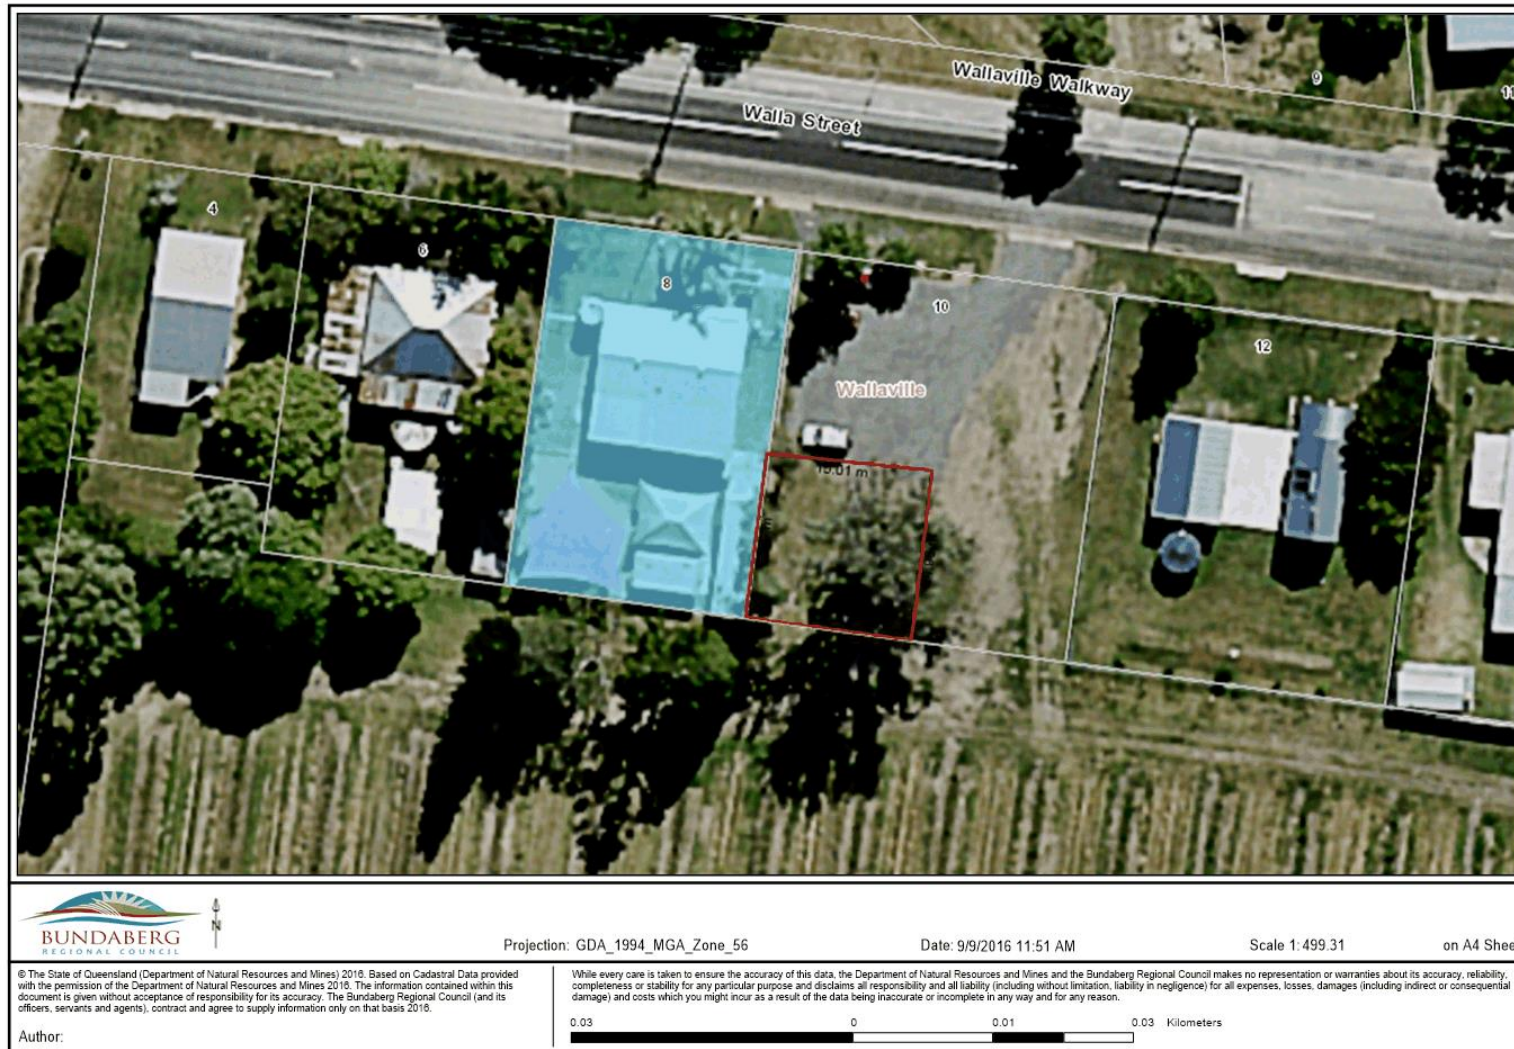 Wallaville Walkway
9
11
Walla Street
4
6
8
10
12
Wallaville
15.01 m
BUNDABERG
REGIONAL COUNCIL
N
Projection: GDA_1994_MGA_Zone_56
Date: 9/9/2016 11:51 AM
Scale 1:499.31
on A4 Shee
© The State of Queensland (Department of Natural Resources and Mines) 2016. Based on Cadastral Data provided
with the permission of the Department of Natural Resources and Mines 2016. The information contained within this
document is given without acceptance of responsibility for its accuracy. The Bundaberg Regional Council (and its
officers, servants and agents), contract and agree to supply information only on that basis 2016.
Author:
While every care is taken to ensure the accuracy of this data, the Department of Natural Resources and Mines and the Bundaberg Regional Council makes no representation or warranties about its accuracy, reliability,
completeness or stability for any particular purpose and disclaims all responsibility and all liability (including without limitation, liability in negligence) for all expenses, losses, damages (including indirect or consequential
damage) and costs which you might incur as a result of the data being inaccurate or incomplete in any way and for any reason.
0.03 0 0.01 0.03 Kilometers